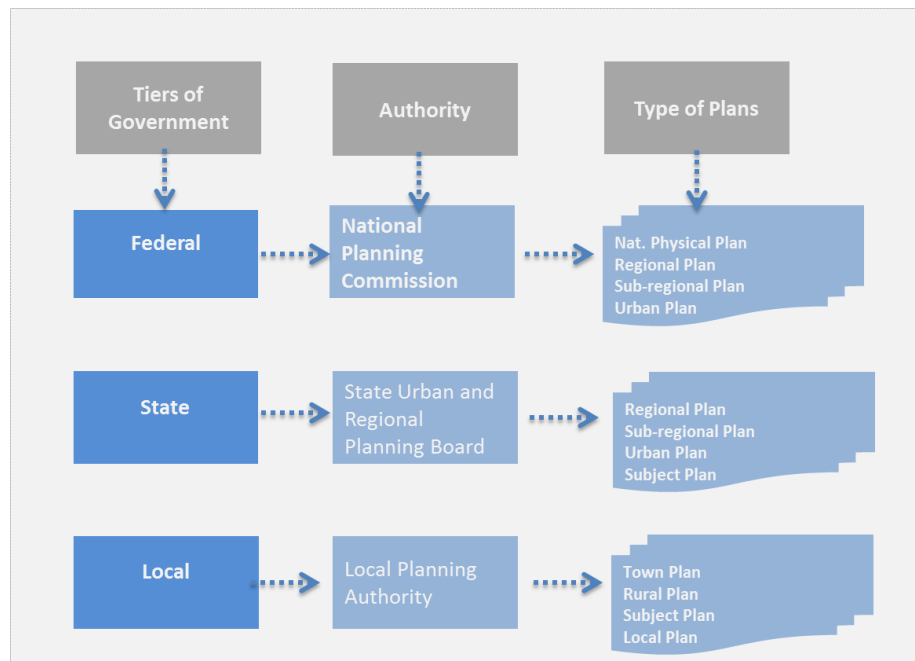 Tiers of
Government
Authority
Type of Plans
Federal
National
Planning
Commission
Nat. Physical Plan
Regional Plan
Sub-regional Plan
Urban Plan
State
State Urban and
Regional
Planning Board
Regional Plan
Sub-regional Plan
Urban Plan
Subject Plan
Local
Local Planning
Authority
Town Plan
Rural Plan
Subject Plan
Local Plan